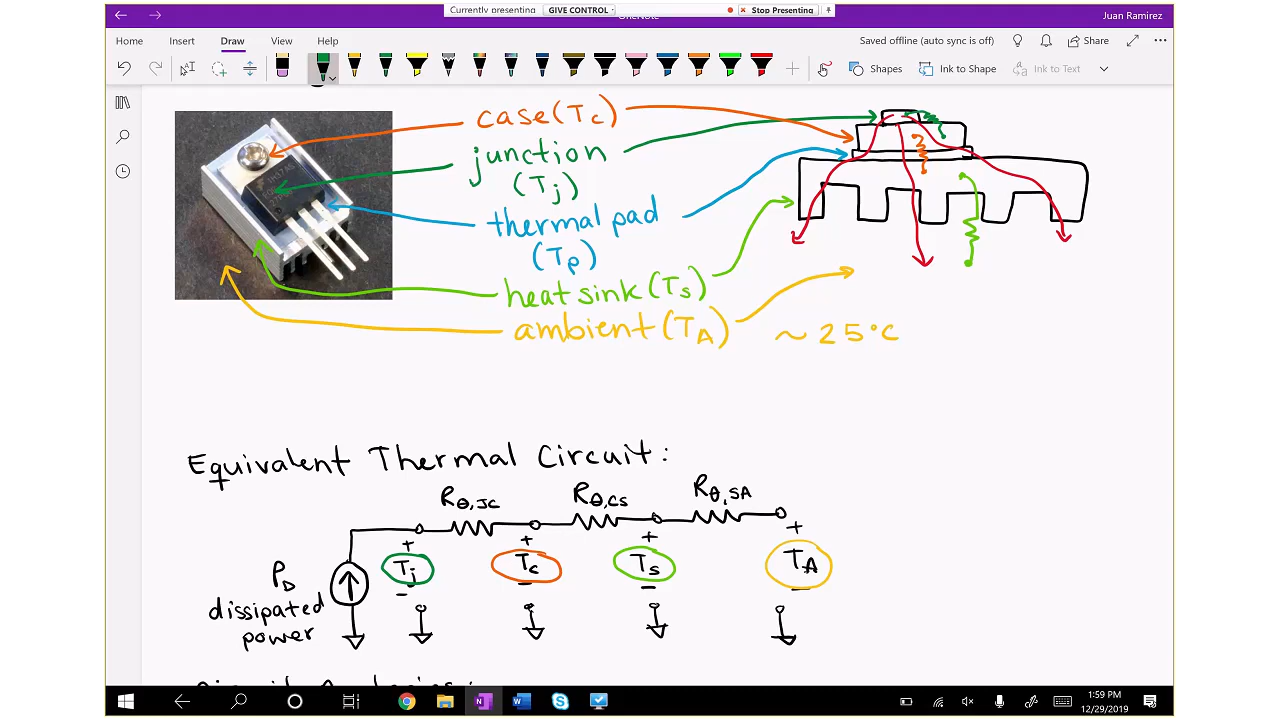 Currently presenting
GIVE CONTROL
Stop Presenting
OneNote
Juan Ramirez
Home
Insert
Draw
View
Help
Saved offline (auto sync is off)
Share
Shapes
Ink to Shape
Ink to Text
case (Tc)
junction
(Tj)
thermal pad
(Tp)
heat sink (Ts)
ambient (TA) ~ 25°C
Equivalent Thermal Circuit:
Rθ,JC Rθ,CS Rθ,SA
+ + + +
Tj Tc Ts TA
- - - -
PD
dissipated
power
1:59 PM
12/29/2019